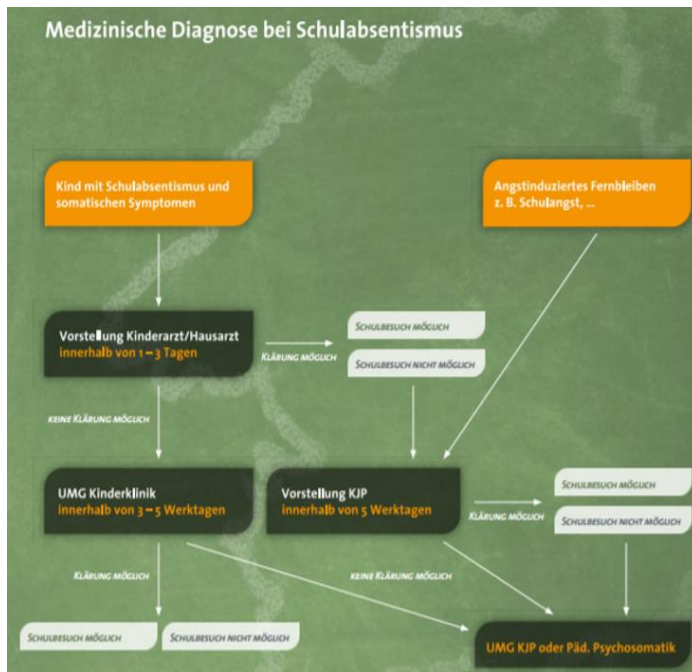 Medizinische Diagnose bei Schulabsentismus
Kind mit Schulabsentismus und
somatischen Symptomen
Angstinduziertes Fernbleiben
z. B. Schulangst, ...
Vorstellung Kinderarzt/Hausarzt
innerhalb von 1 – 3 Tagen
KLÄRUNG MÖGLICH
SCHULBESUCH MÖGLICH
SCHULBESUCH NICHT MÖGLICH
KEINE KLÄRUNG MÖGLICH
UMG Kinderklinik
innerhalb von 3 – 5 Werktagen
Vorstellung KJP
innerhalb von 5 Werktagen
KLÄRUNG MÖGLICH
SCHULBESUCH MÖGLICH
SCHULBESUCH NICHT MÖGLICH
KLÄRUNG MÖGLICH
KEINE KLÄRUNG MÖGLICH
SCHULBESUCH MÖGLICH
SCHULBESUCH NICHT MÖGLICH
UMG KJP oder Päd. Psychosomatik